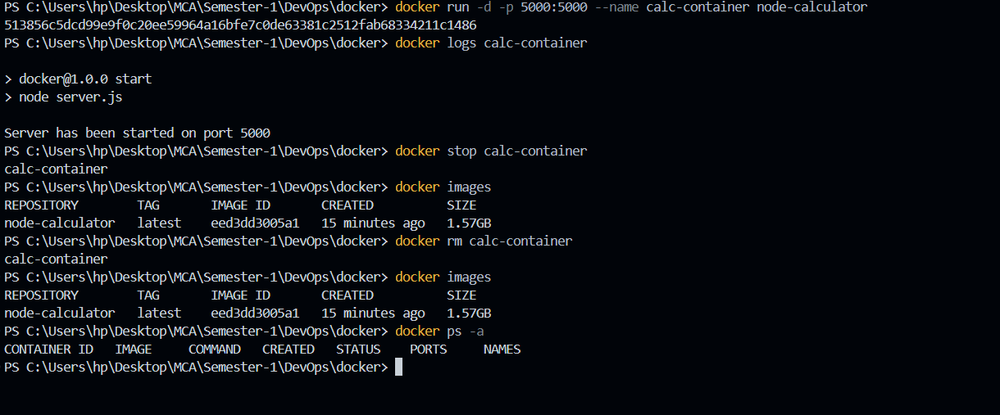 PS C:\Users\hp\Desktop\MCA\Semester-1\DevOps\docker> docker run -d -p 5000:5000 --name calc-container node-calculator
513856c5dcd99e9f0c20ee59964a16bfe7c0de63381c2512fab68334211c1486
PS C:\Users\hp\Desktop\MCA\Semester-1\DevOps\docker> docker logs calc-container

> docker@1.0.0 start
> node server.js

Server has been started on port 5000
PS C:\Users\hp\Desktop\MCA\Semester-1\DevOps\docker> docker stop calc-container
calc-container
PS C:\Users\hp\Desktop\MCA\Semester-1\DevOps\docker> docker images
REPOSITORY        TAG       IMAGE ID       CREATED          SIZE
node-calculator   latest    eed3dd3005a1   15 minutes ago   1.57GB
PS C:\Users\hp\Desktop\MCA\Semester-1\DevOps\docker> docker rm calc-container
calc-container
PS C:\Users\hp\Desktop\MCA\Semester-1\DevOps\docker> docker images
REPOSITORY        TAG       IMAGE ID       CREATED          SIZE
node-calculator   latest    eed3dd3005a1   15 minutes ago   1.57GB
PS C:\Users\hp\Desktop\MCA\Semester-1\DevOps\docker> docker ps -a
CONTAINER ID   IMAGE     COMMAND   CREATED   STATUS    PORTS     NAMES
PS C:\Users\hp\Desktop\MCA\Semester-1\DevOps\docker>